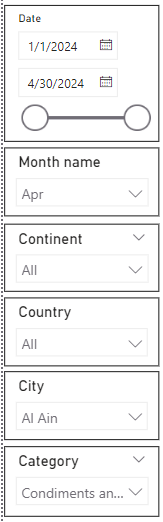 Date
1/1/2024
4/30/2024
Month name
Apr
Continent
All
Country
All
City
Al Ain
Category
Condiments an...